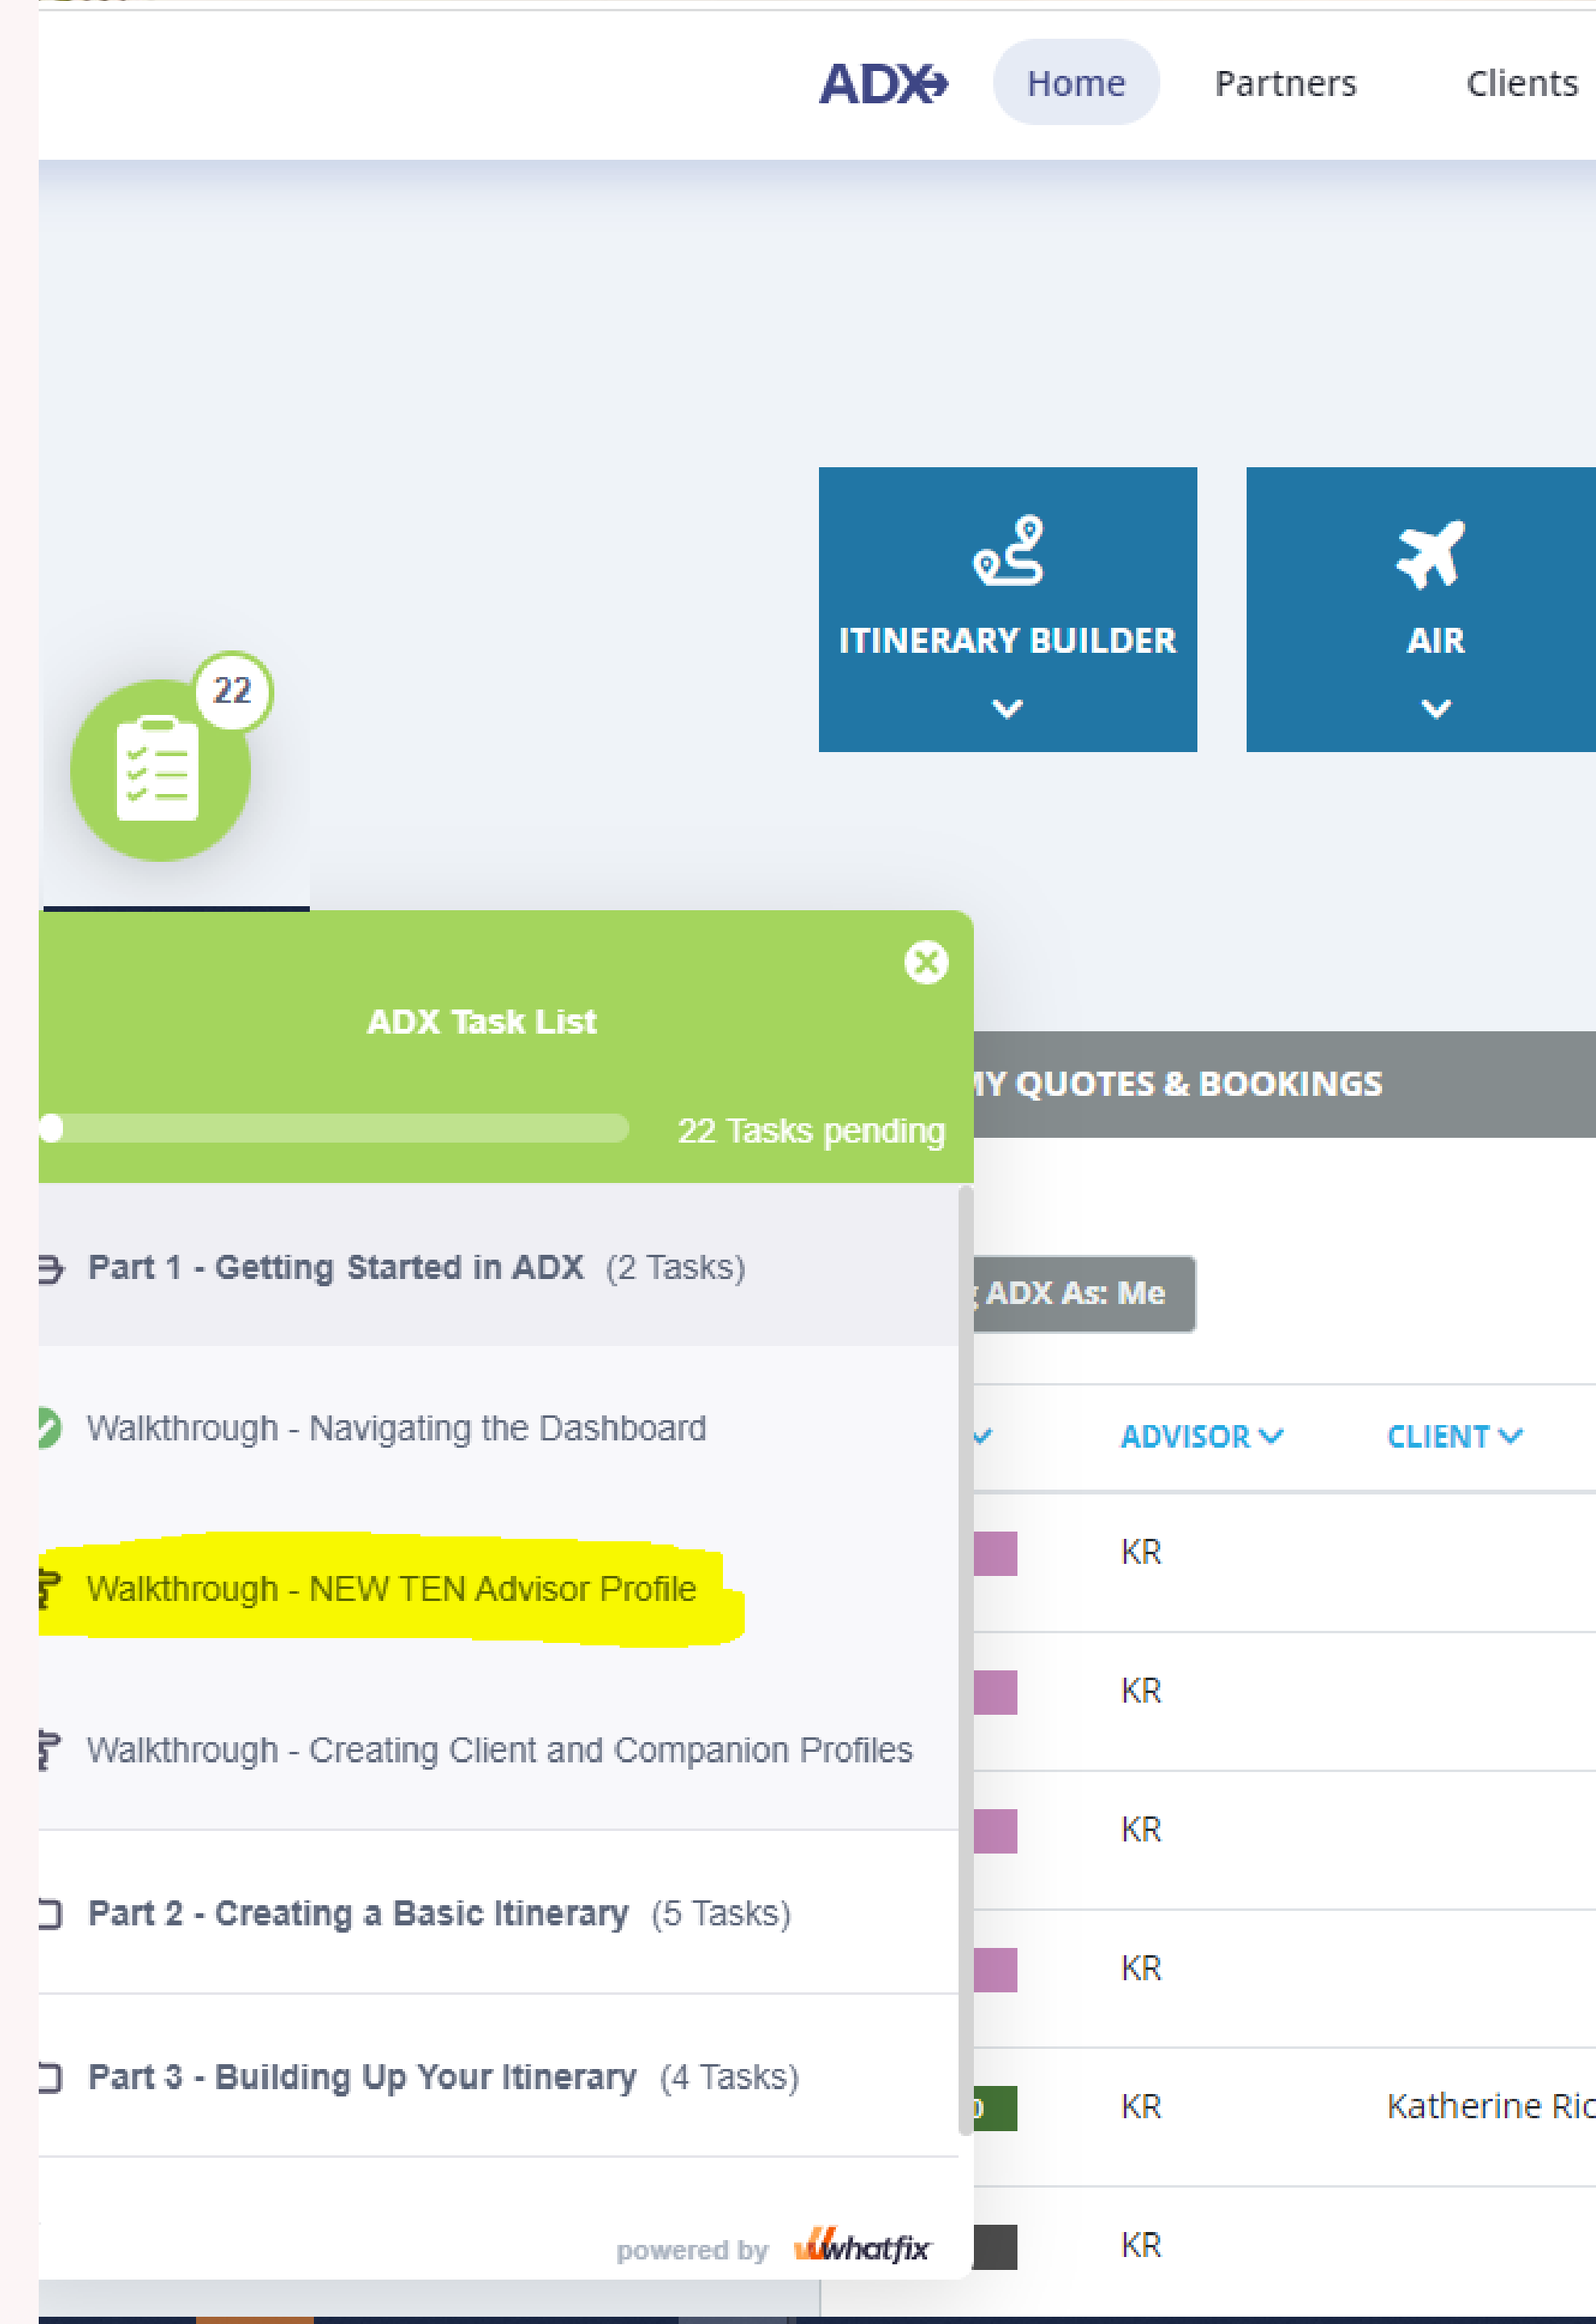 ADX Home Partners Clients
ITINERARY BUILDER
AIR
22
ADX Task List
22 Tasks pending
MY QUOTES & BOOKINGS
Part 1 - Getting Started in ADX (2 Tasks)
ADX As: Me
Walkthrough - Navigating the Dashboard
ADVISOR CLIENT
Walkthrough - NEW TEN Advisor Profile
KR
KR
Walkthrough - Creating Client and Companion Profiles
KR
Part 2 - Creating a Basic Itinerary (5 Tasks)
KR
Part 3 - Building Up Your Itinerary (4 Tasks)
KR Katherine Ric
KR
powered by whatfix